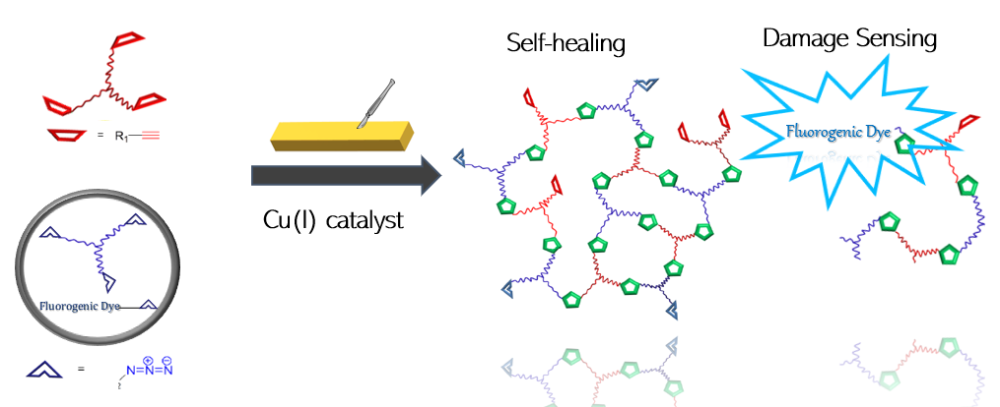 Self-healing
Damage Sensing
Fluorogenic Dye
= R1
Cu(I) catalyst
Fluorogenic Dye
= N=N=N